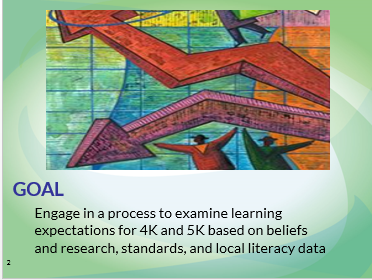 GOAL
Engage in a process to examine learning
expectations for 4K and 5K based on beliefs
and research, standards, and local literacy data
2